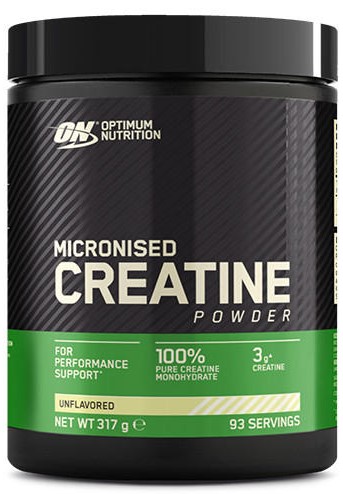 ON OPTIMUM
NUTRITION
MICRONISED
CREATINE
POWDER
FOR
PERFORMANCE
SUPPORT*
100%
PURE CREATINE
MONOHYDRATE
3g*
CREATINE
UNFLAVORED
NET WT 317 g ℮
93 SERVINGS